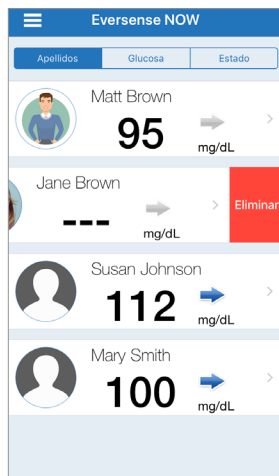 Eversense NOW
Apellidos Glucosa Estado
Matt Brown
95
mg/dL
Jane Brown
---
mg/dL
Eliminar
Susan Johnson
112
mg/dL
Mary Smith
100
mg/dL